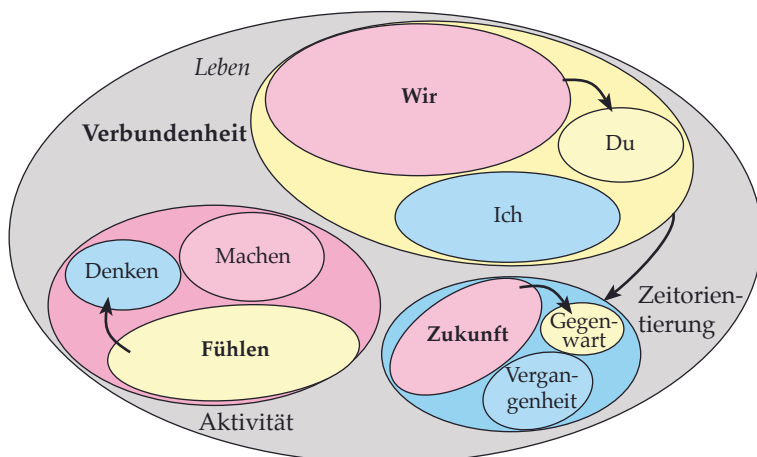 Leben
Wir
Verbundenheit
Du
Ich
Machen
Denken
Fühlen
Aktivität
Zeitorien-
tierung
Zukunft
Gegen-
wart
Vergan-
genheit